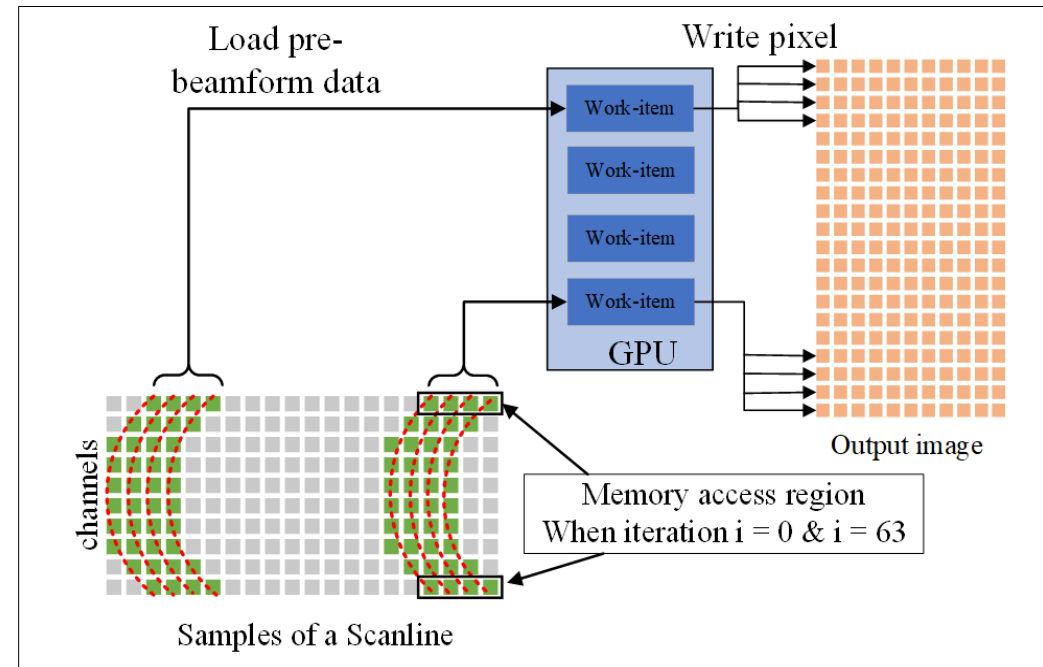 Load pre-
beamform data
Write pixel
Work-item
Work-item
Work-item
Work-item
GPU
Output image
channels
Memory access region
When iteration i = 0 & i = 63
Samples of a Scanline